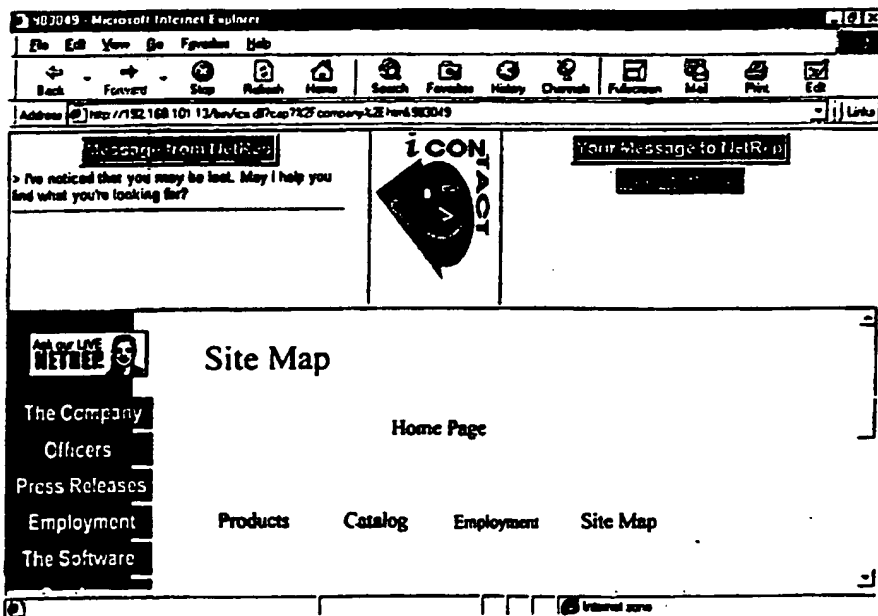 983049 - Microsoft Internet Explorer
File Edit View Go Favorites Help
Back Forward Stop Refresh Home Search Favorites History Channels Fullscreen Mail Print Edit
Address Links
Message from NetRep
> I've noticed that you may be lost. May I help you
find what you're looking for?
i CONTACT
Your Message to NetRep
Ask our LIVE
NETREP
Site Map
The Company
Home Page
Officers
Press Releases
Employment
Products Catalog Employment Site Map
The Software
Internet zone